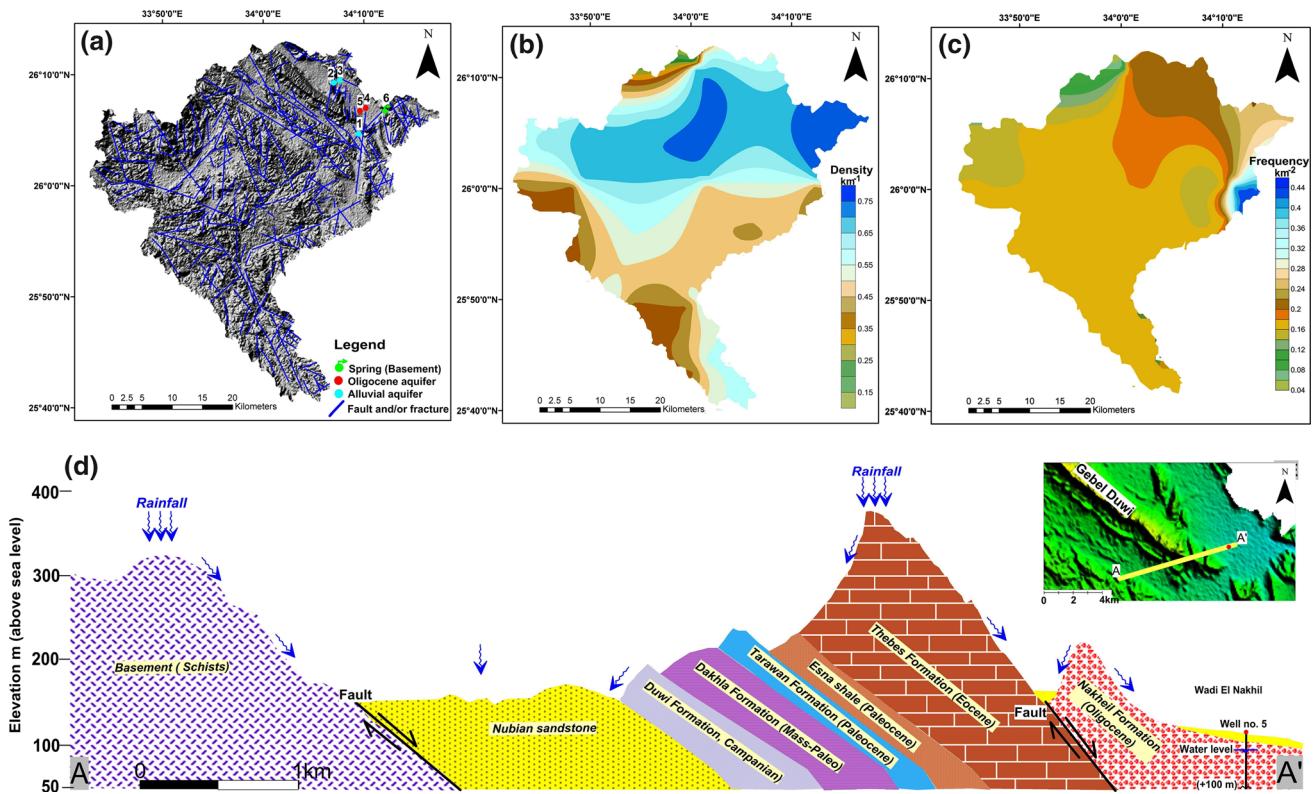 (a)
33°50'0"E 34°0'0"E 34°10'0"E
N
26°10'0"N
26°0'0"N
25°50'0"N
25°40'0"N
2 3
5 4
6
1
Legend
Spring (Basement)
Oligocene aquifer
Alluvial aquifer
Fault and/or fracture
0 2.5 5 10 15 20
Kilometers
(b)
33°50'0"E 34°0'0"E 34°10'0"E
N
26°10'0"N
26°0'0"N
25°50'0"N
25°40'0"N
Density
km-1
0.75
0.65
0.55
0.45
0.35
0.25
0.15
0 2.5 5 10 15 20
Kilometers
(c)
33°50'0"E 34°0'0"E 34°10'0"E
N
26°10'0"N
26°0'0"N
25°50'0"N
25°40'0"N
Frequency
km-2
0.44
0.4
0.36
0.32
0.28
0.24
0.2
0.16
0.12
0.08
0.04
0 2.5 5 10 15 20
Kilometers
(d)
Elevation m (above sea level)
400
300
200
100
50
Rainfall
Rainfall
Basement ( Schists)
Fault
Nubian sandstone
Duwi Formation, Campanian)
Dakhla Formation (Mass-Paleo)
Tarawan Formation (Paleocene)
Esna shale (Paleocene)
Thebes Formation (Eocene)
Fault
Nakheil Formation
(Oligocene)
Wadi El Nakhil
Well no. 5
Water level
(+100 m)
A
A'
0 1km
Gebel Duwi
N
A
A'
0 2 4km